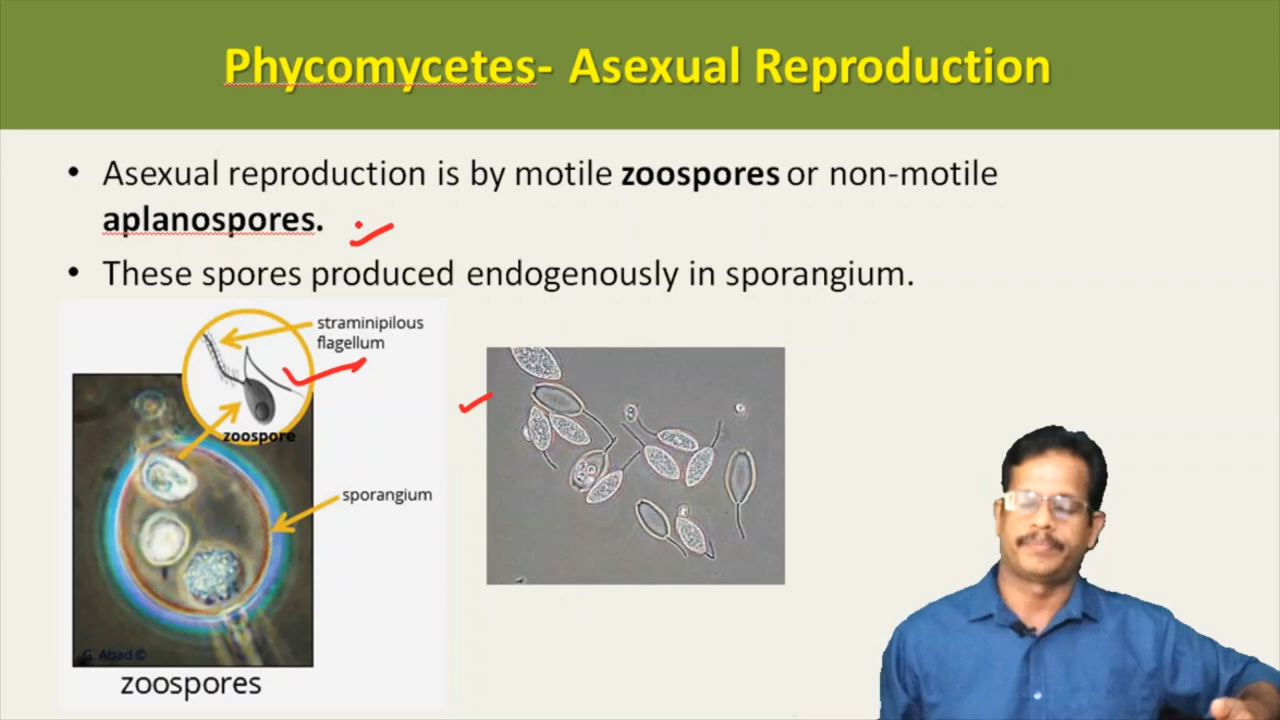 Phycomycetes- Asexual Reproduction
• Asexual reproduction is by motile zoospores or non-motile
aplanospores.
• These spores produced endogenously in sporangium.
straminipilous
flagellum
zoospore
sporangium
G. Abad ©
zoospores